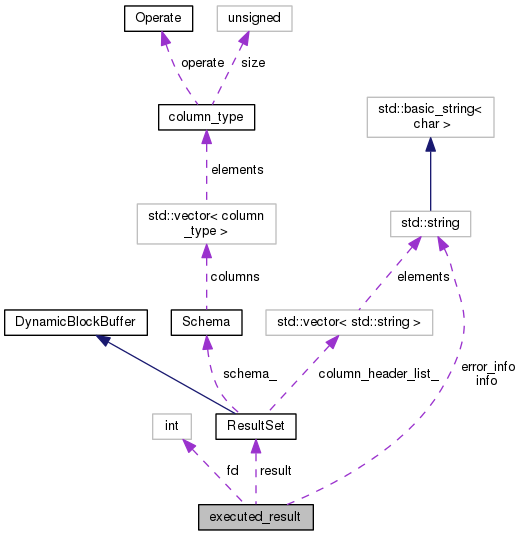 Operate
unsigned
operate
size
column_type
std::basic_string<
char >
elements
std::vector< column
_type >
std::string
columns
elements
DynamicBlockBuffer
Schema
std::vector< std::string >
schema_
column_header_list_
error_info
info
int
ResultSet
fd
result
executed_result